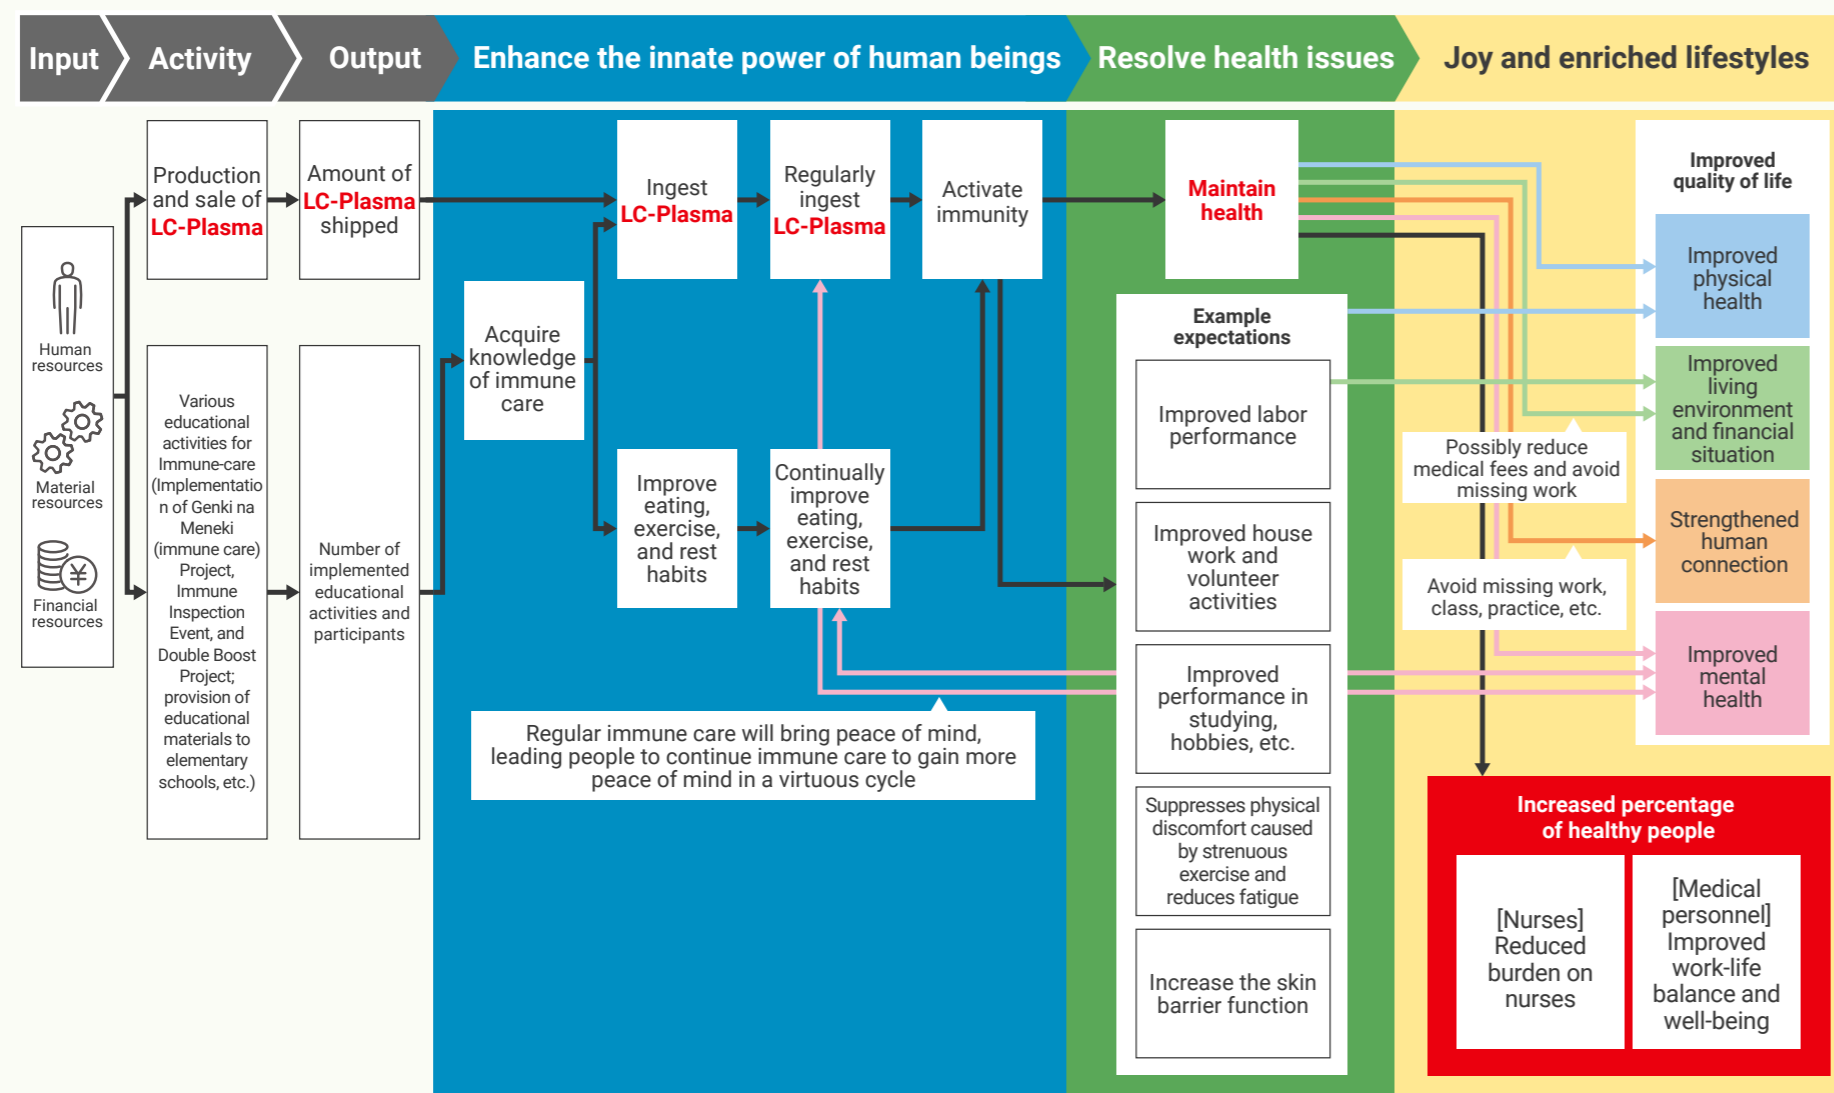 Input
Activity
Output
Enhance the innate power of human beings
Resolve health issues
Joy and enriched lifestyles
Human
resources
Material
resources
Financial
resources
Production
and sale of
LC-Plasma
Various
educational
activities for
Immune-care
(Implementatio
n of Genki na
Meneki
(immune care)
Project,
Immune
Inspection
Event, and
Double Boost
Project;
provision of
educational
materials to
elementary
schools, etc.)
Amount of
LC-Plasma
shipped
Number of
implemented
educational
activities and
participants
Acquire
knowledge
of immune
care
Ingest
LC-Plasma
Regularly
ingest
LC-Plasma
Activate
immunity
Improve
eating,
exercise,
and rest
habits
Continually
improve
eating,
exercise,
and rest
habits
Regular immune care will bring peace of mind,
leading people to continue immune care to gain more
peace of mind in a virtuous cycle
Maintain
health
Example
expectations
Improved labor
performance
Improved house
work and
volunteer
activities
Improved
performance in
studying,
hobbies, etc.
Suppresses physical
discomfort caused
by strenuous
exercise and
reduces fatigue
Increase the skin
barrier function
Improved
quality of life
Improved
physical
health
Improved
living
environment
and financial
situation
Possibly reduce
medical fees and avoid
missing work
Strengthened
human
connection
Avoid missing work,
class, practice, etc.
Improved
mental
health
Increased percentage
of healthy people
[Nurses]
Reduced
burden on
nurses
[Medical
personnel]
Improved
work-life
balance and
well-being